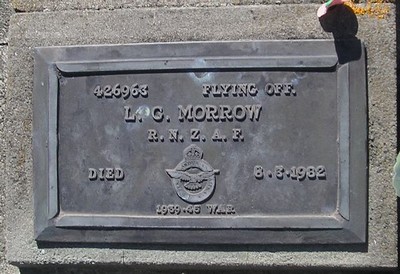 426963 FLYING OFF.
L. G. MORROW
R. N. Z. A. F.
DIED 8.3.1982
1939-45 WAR